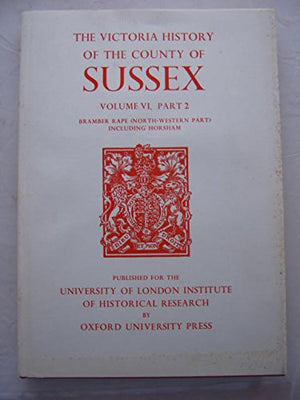 THE VICTORIA HISTORY
OF THE COUNTY OF
SUSSEX
VOLUME VI, PART 2
BRAMBER RAPE (NORTH-WESTERN PART)
INCLUDING HORSHAM
PUBLISHED FOR THE
UNIVERSITY OF LONDON INSTITUTE
OF HISTORICAL RESEARCH
BY
OXFORD UNIVERSITY PRESS